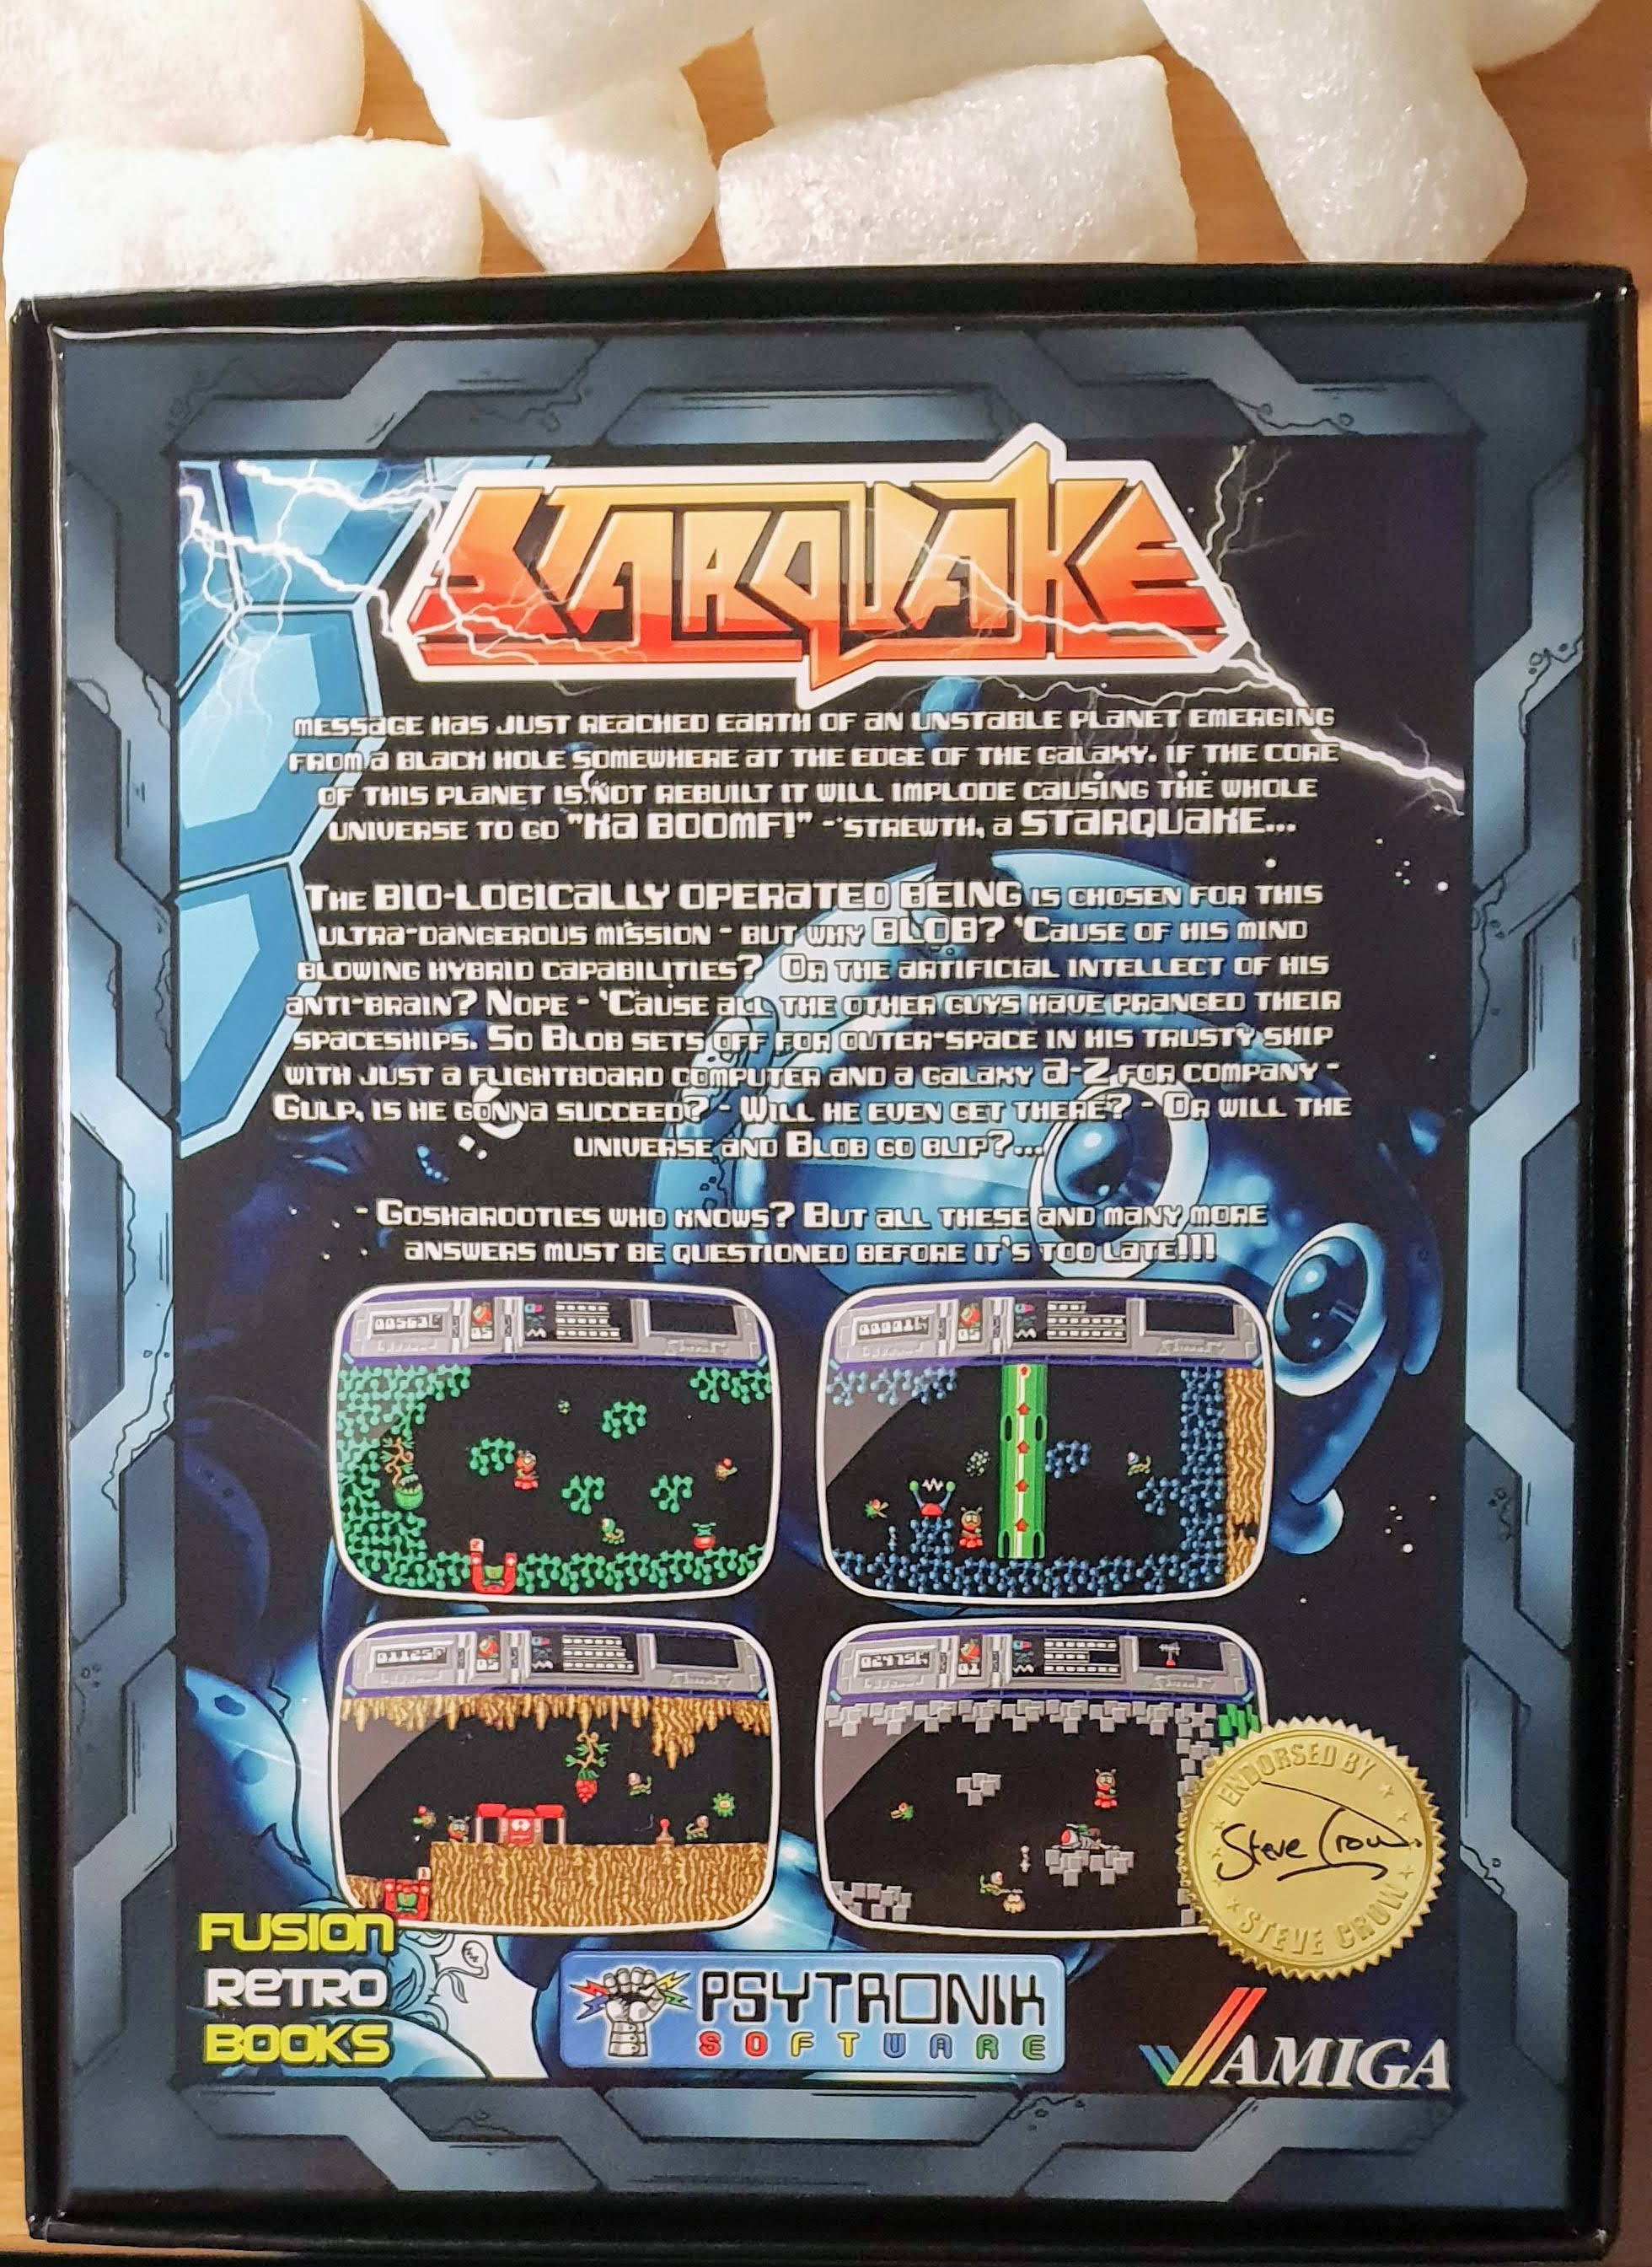 STARQUAKE
MESSAGE HAS JUST REACHED EARTH OF AN UNSTABLE PLANET EMERGING
FROM A BLACK HOLE SOMEWHERE AT THE EDGE OF THE GALAXY. IF THE CORE
OF THIS PLANET IS NOT REBUILT IT WILL IMPLODE CAUSING THE WHOLE
UNIVERSE TO GO "KA BOOMF!" - 'STREWTH, A STARQUAKE...
THE BIO-LOGICALLY OPERATED BEING IS CHOSEN FOR THIS
ULTRA-DANGEROUS MISSION - BUT WHY BLOB? 'CAUSE OF HIS MIND
BLOWING HYBRID CAPABILITIES? OR THE ARTIFICIAL INTELLECT OF HIS
ANTI-BRAIN? NOPE - 'CAUSE ALL THE OTHER GUYS HAVE PRANGED THEIR
SPACESHIPS. SO BLOB SETS OFF FOR OUTER-SPACE IN HIS TRUSTY SHIP
WITH JUST A FLIGHTBOARD COMPUTER AND A GALAXY A-Z FOR COMPANY -
GULP, IS HE GONNA SUCCEED? - WILL HE EVEN GET THERE? - OR WILL THE
UNIVERSE AND BLOB GO BLIP?...
- GOSHAROOTIES WHO KNOWS? BUT ALL THESE AND MANY MORE
ANSWERS MUST BE QUESTIONED BEFORE IT'S TOO LATE!!!
05
05
05
01
ENDORSED BY
Steve Crow
STEVE CROW
FUSION
RETRO
BOOKS
PSYTRONIK
SOFTWARE
AMIGA